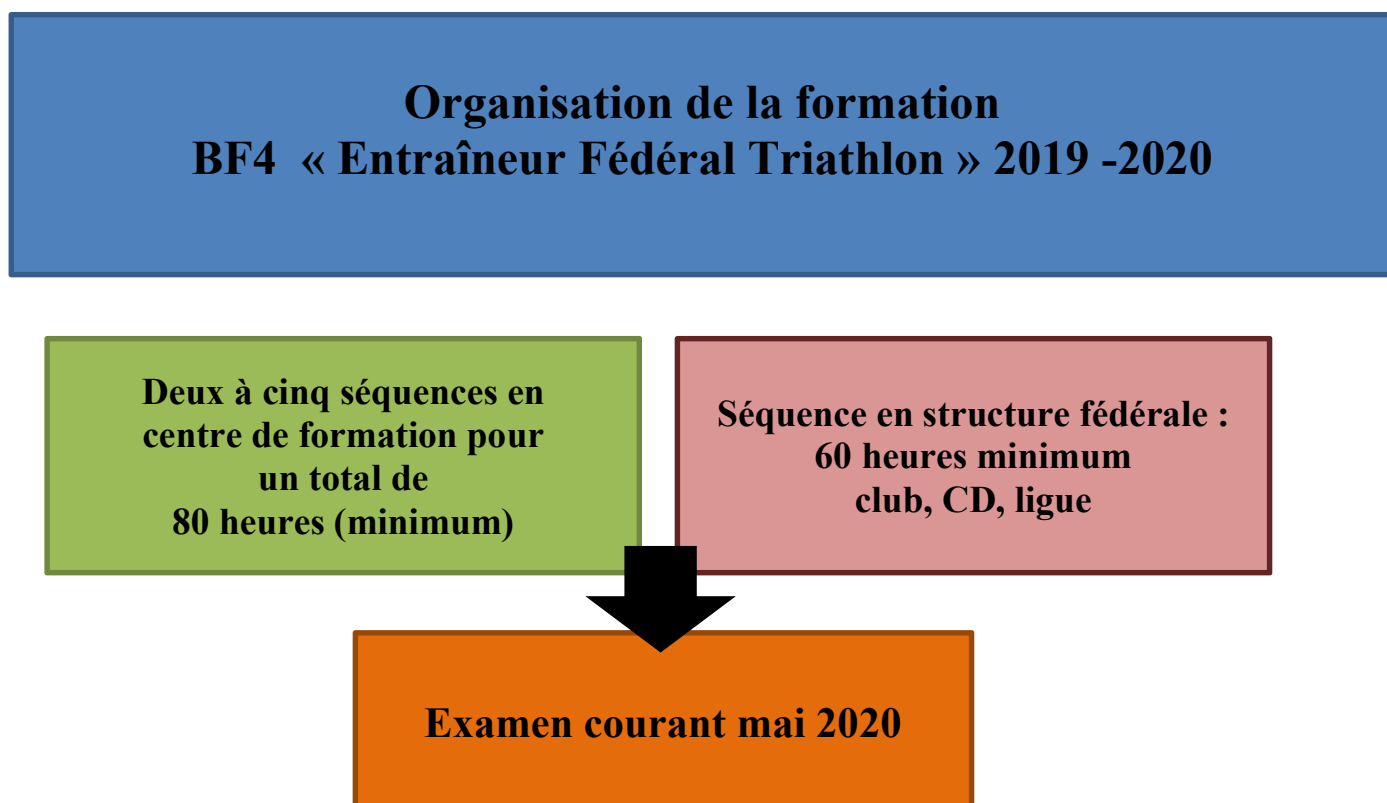 Organisation de la formation
BF4 « Entraîneur Fédéral Triathlon » 2019 -2020
Deux à cinq séquences en
centre de formation pour
un total de
80 heures (minimum)
Séquence en structure fédérale :
60 heures minimum
club, CD, ligue
Examen courant mai 2020